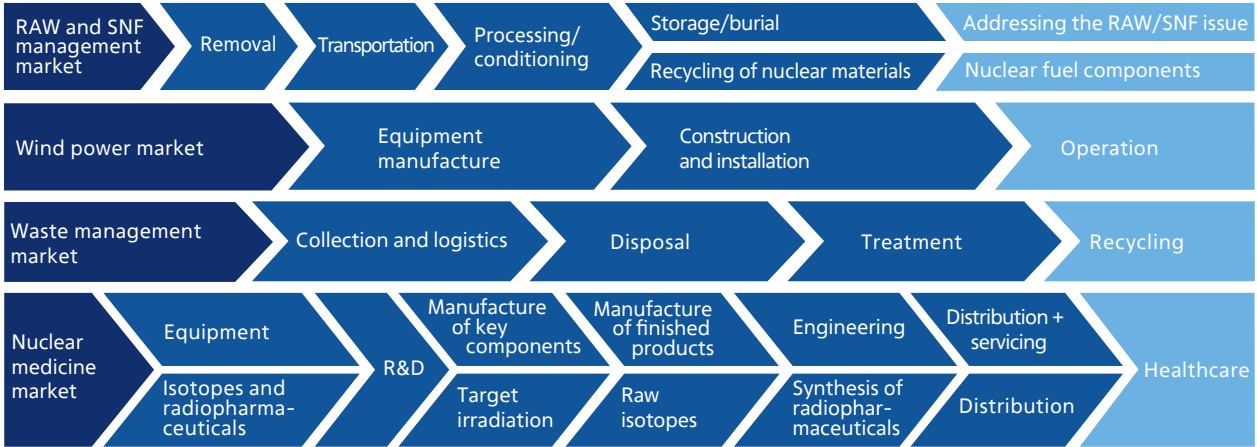 RAW and SNF
management
market
Removal
Transportation
Processing/
conditioning
Storage/burial
Recycling of nuclear materials
Addressing the RAW/SNF issue
Nuclear fuel components
Wind power market
Equipment
manufacture
Construction
and installation
Operation
Waste management
market
Collection and logistics
Disposal
Treatment
Recycling
Nuclear
medicine
market
Equipment
Isotopes and
radiopharma-
ceuticals
R&D
Manufacture
of key
components
Target
irradiation
Manufacture
of finished
products
Raw
isotopes
Engineering
Synthesis of
radiophar-
maceuticals
Distribution +
servicing
Distribution
Healthcare